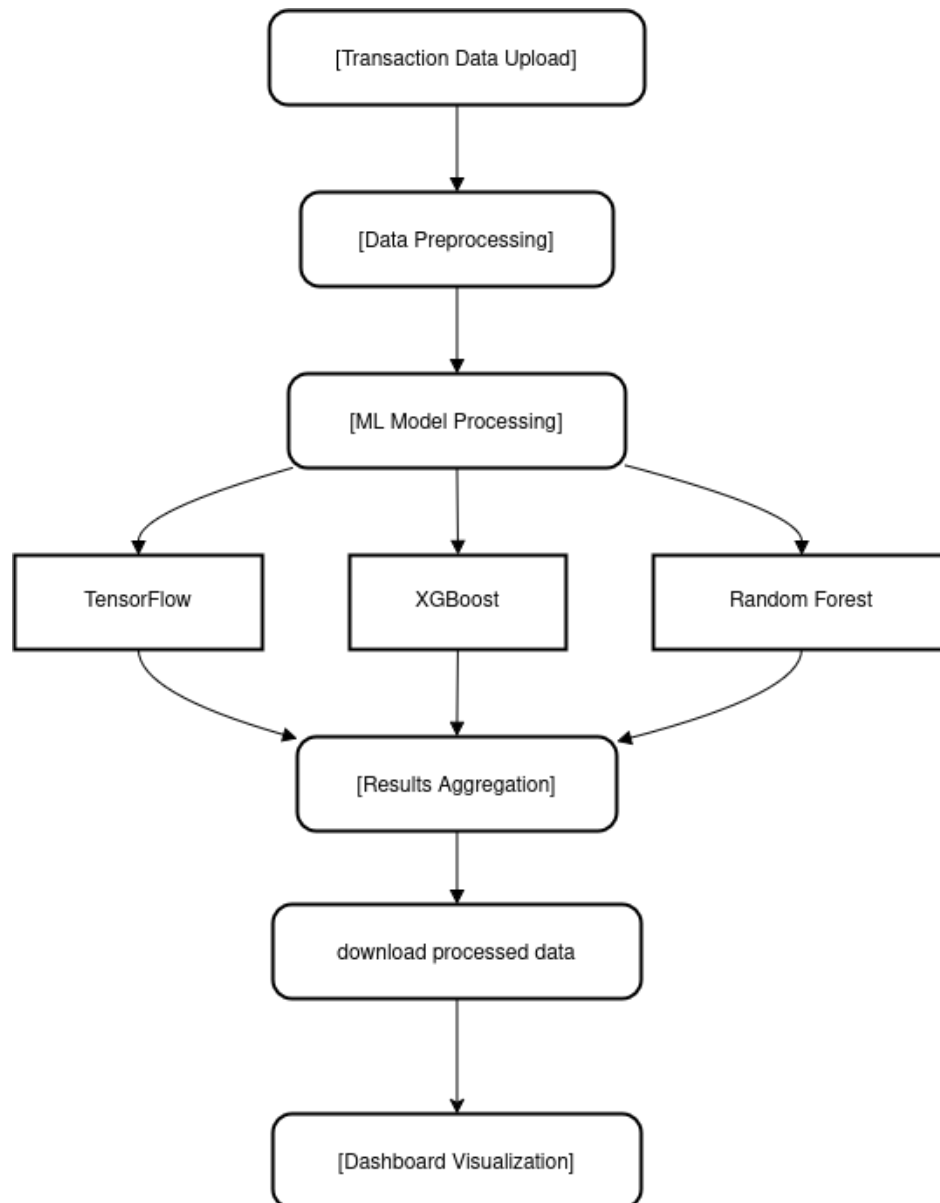 [Transaction Data Upload]
[Data Preprocessing]
[ML Model Processing]
TensorFlow
XGBoost
Random Forest
[Results Aggregation]
download processed data
[Dashboard Visualization]